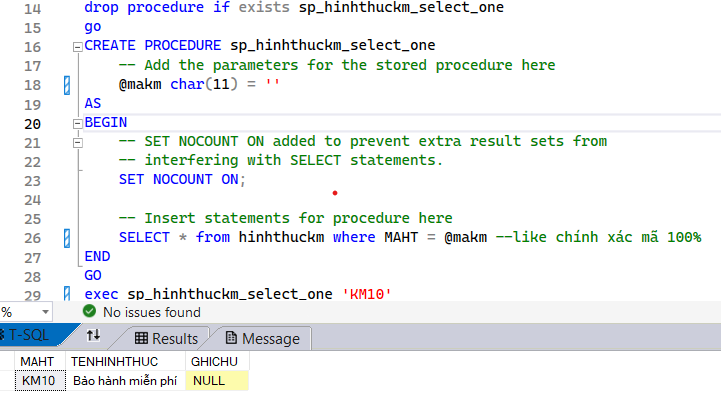 14 drop procedure if exists sp_hinhthuckm_select_one
15 go
16 CREATE PROCEDURE sp_hinhthuckm_select_one
17 -- Add the parameters for the stored procedure here
18 @makm char(11) = ''
19 AS
20 BEGIN
21 -- SET NOCOUNT ON added to prevent extra result sets from
22 -- interfering with SELECT statements.
23 SET NOCOUNT ON;
24
25 -- Insert statements for procedure here
26 SELECT * from hinhthuckm where MAHT = @makm --like chính xác mã 100%
27 END
28 GO
29 exec sp_hinhthuckm_select_one 'KM10'
% No issues found
T-SQL Results Message
MAHT TENHINHTHUC GHICHU
KM10 Bảo hành miễn phí NULL